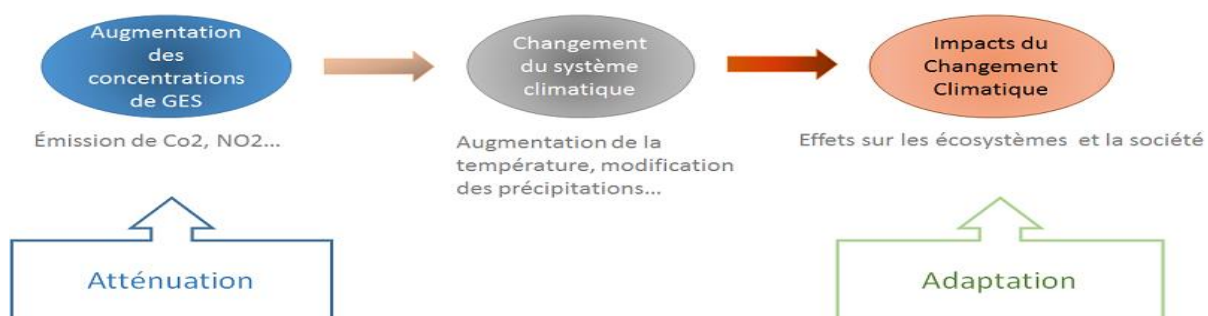 Augmentation
des
concentrations
de GES
Changement
du système
climatique
Impacts du
Changement
Climatique
Émission de Co2, NO2...
Augmentation de la
température, modification
des précipitations...
Effets sur les écosystèmes et la société
Atténuation
Adaptation